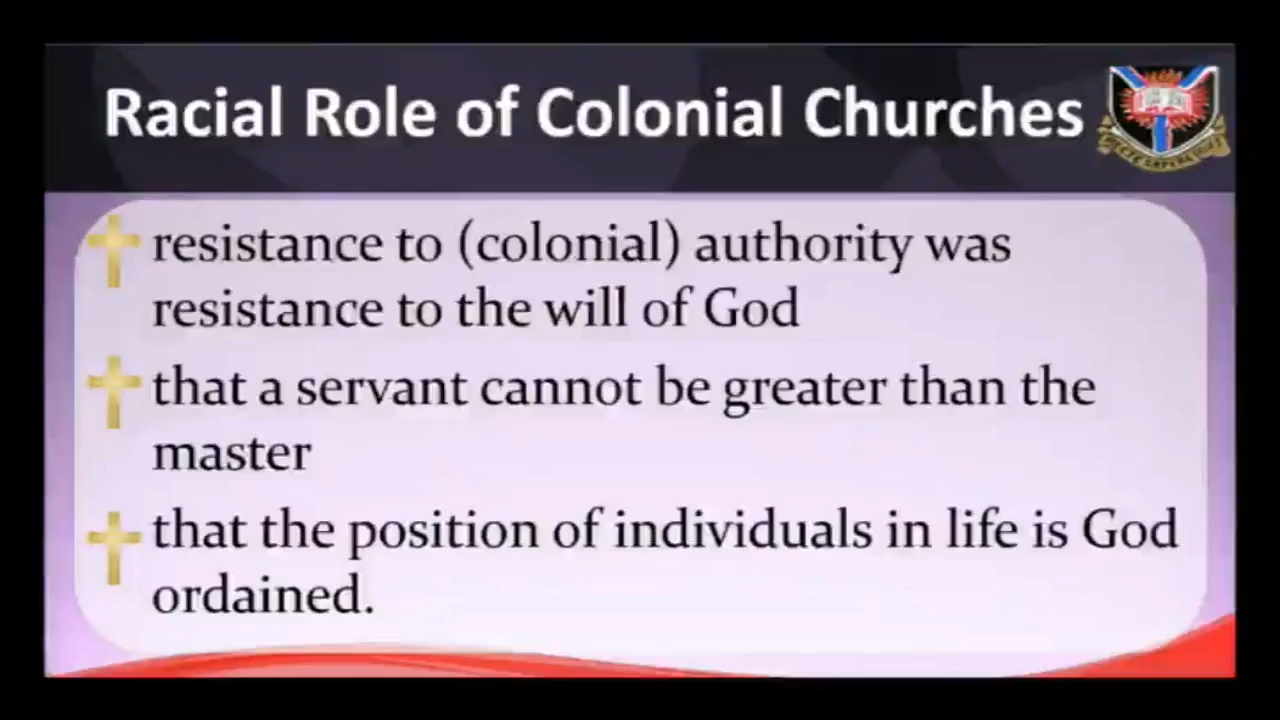 Racial Role of Colonial Churches
resistance to (colonial) authority was
resistance to the will of God
that a servant cannot be greater than the
master
that the position of individuals in life is God
ordained.